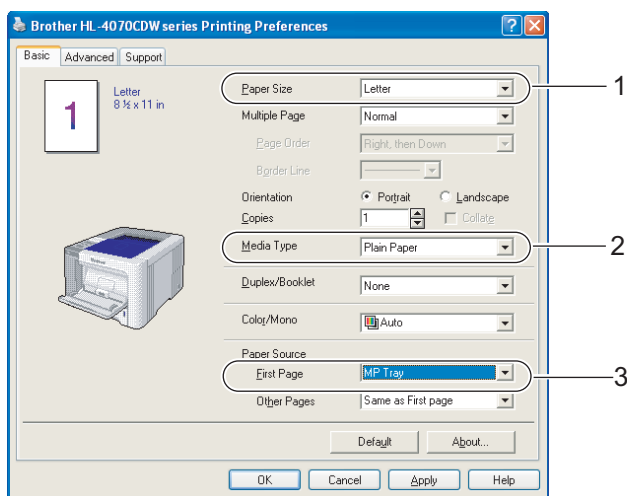 Brother HL-4070CDW series Printing Preferences
Basic Advanced Support
Letter
8 ½ x 11 in
1
Paper Size Letter 1
Multiple Page Normal
Page Order Right, then Down
Border Line
Orientation Portrait Landscape
Copies 1 Collate
Media Type Plain Paper 2
Duplex/Booklet None
Color/Mono Auto
Paper Source
First Page MP Tray 3
Other Pages Same as First page
Default About...
OK Cancel Apply Help